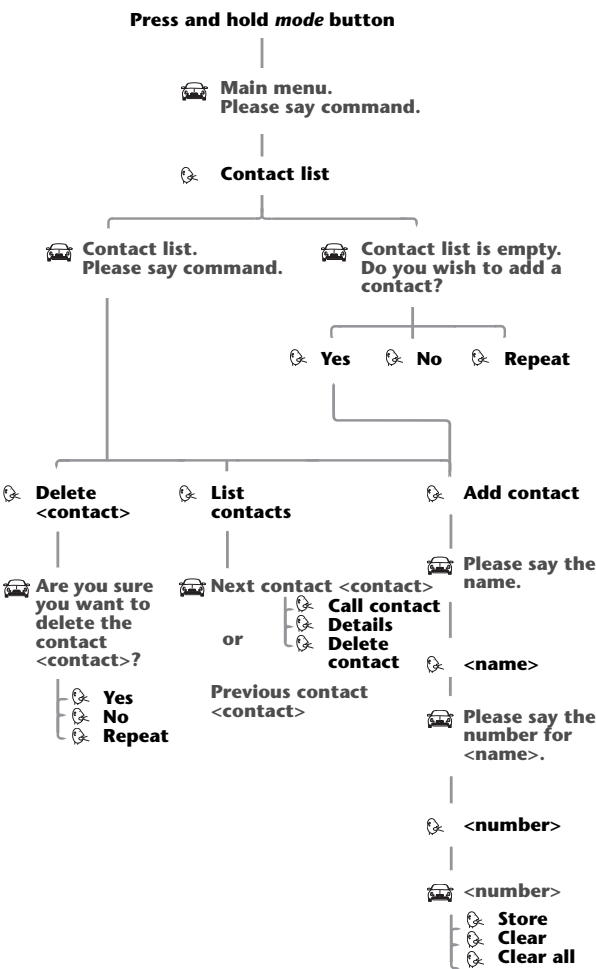 Press and hold mode button
Main menu.
Please say command.
Contact list
Contact list.
Please say command.
Contact list is empty.
Do you wish to add a
contact?
Yes
No
Repeat
Delete
<contact>
List
contacts
Add contact
Are you sure
you want to
delete the
contact
<contact>?
Yes
No
Repeat
Next contact <contact>
Call contact
Details
Delete
contact
or
Previous contact
<contact>
Please say the
name.
<name>
Please say the
number for
<name>.
<number>
<number>
Store
Clear
Clear all